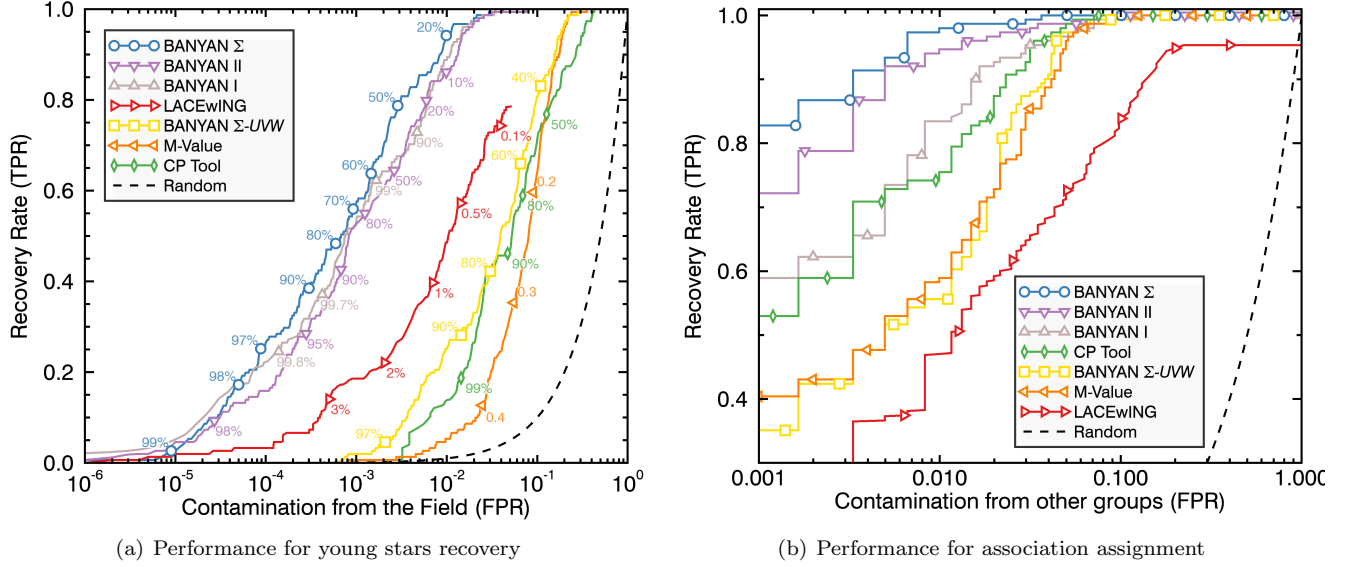 1.0
0.8
0.6
0.4
0.2
0.0
Recovery Rate (TPR)
BANYAN Σ
BANYAN II
BANYAN I
LACEwING
BANYAN Σ-UVW
M-Value
CP Tool
Random
20%
10%
50%
20%
90%
60%
50%
99%
70%
80%
80%
90%
90%
99.7%
97%
95%
99.8%
98%
98%
99%
0.1%
0.5%
1%
2%
3%
40%
60%
80%
90%
97%
50%
80%
90%
99%
0.2
0.3
0.4
10⁻⁶ 10⁻⁵ 10⁻⁴ 10⁻³ 10⁻² 10⁻¹ 10⁰
Contamination from the Field (FPR)
(a) Performance for young stars recovery
1.0
0.8
0.6
0.4
Recovery Rate (TPR)
BANYAN Σ
BANYAN II
BANYAN I
CP Tool
BANYAN Σ-UVW
M-Value
LACEwING
Random
0.001 0.010 0.100 1.000
Contamination from other groups (FPR)
(b) Performance for association assignment